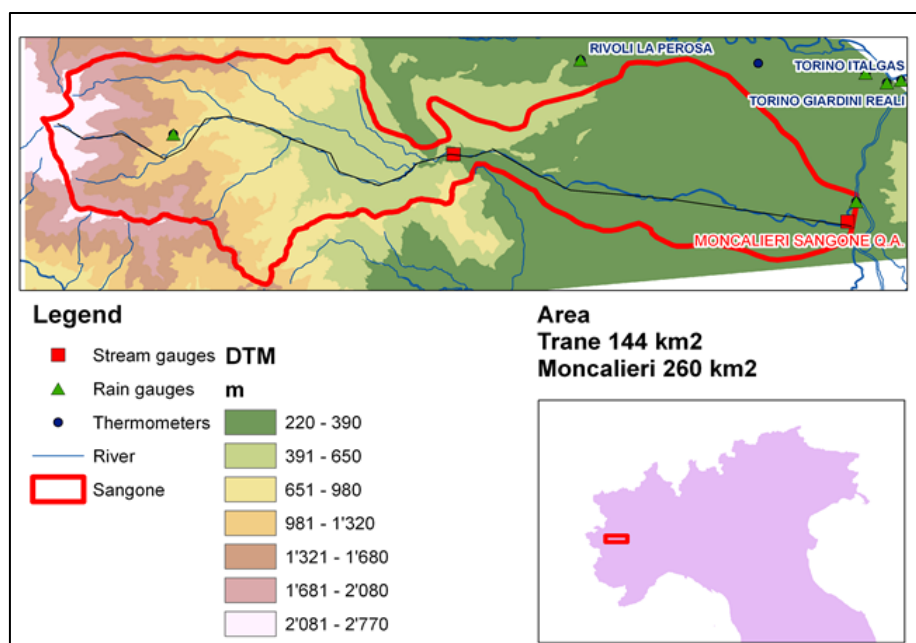 RIVOLI LA PEROSA
TORINO ITALGAS
TORINO GIARDINI REALI
MONCALIERI SANGONE Q.A.
Legend
Stream gauges
Rain gauges
Thermometers
River
Sangone
DTM
m
220 - 390
391 - 650
651 - 980
981 - 1'320
1'321 - 1'680
1'681 - 2'080
2'081 - 2'770
Area
Trane 144 km2
Moncalieri 260 km2